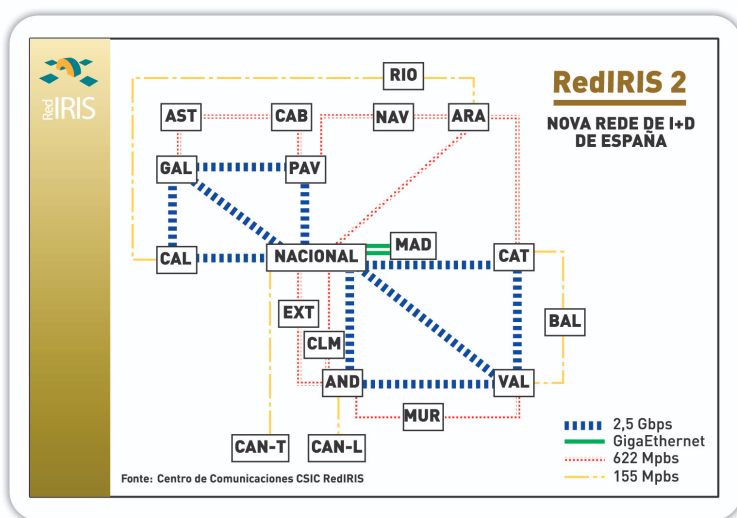 RedIRIS
RIO
RedIRIS 2
NOVA REDE DE I+D
DE ESPAÑA
AST
CAB
NAV
ARA
GAL
PAV
CAL
NACIONAL
MAD
CAT
EXT
BAL
CLM
AND
VAL
MUR
CAN-T
CAN-L
2,5 Gbps
GigaEthernet
622 Mpbs
155 Mpbs
Fonte: Centro de Comunicaciones CSIC RedIRIS